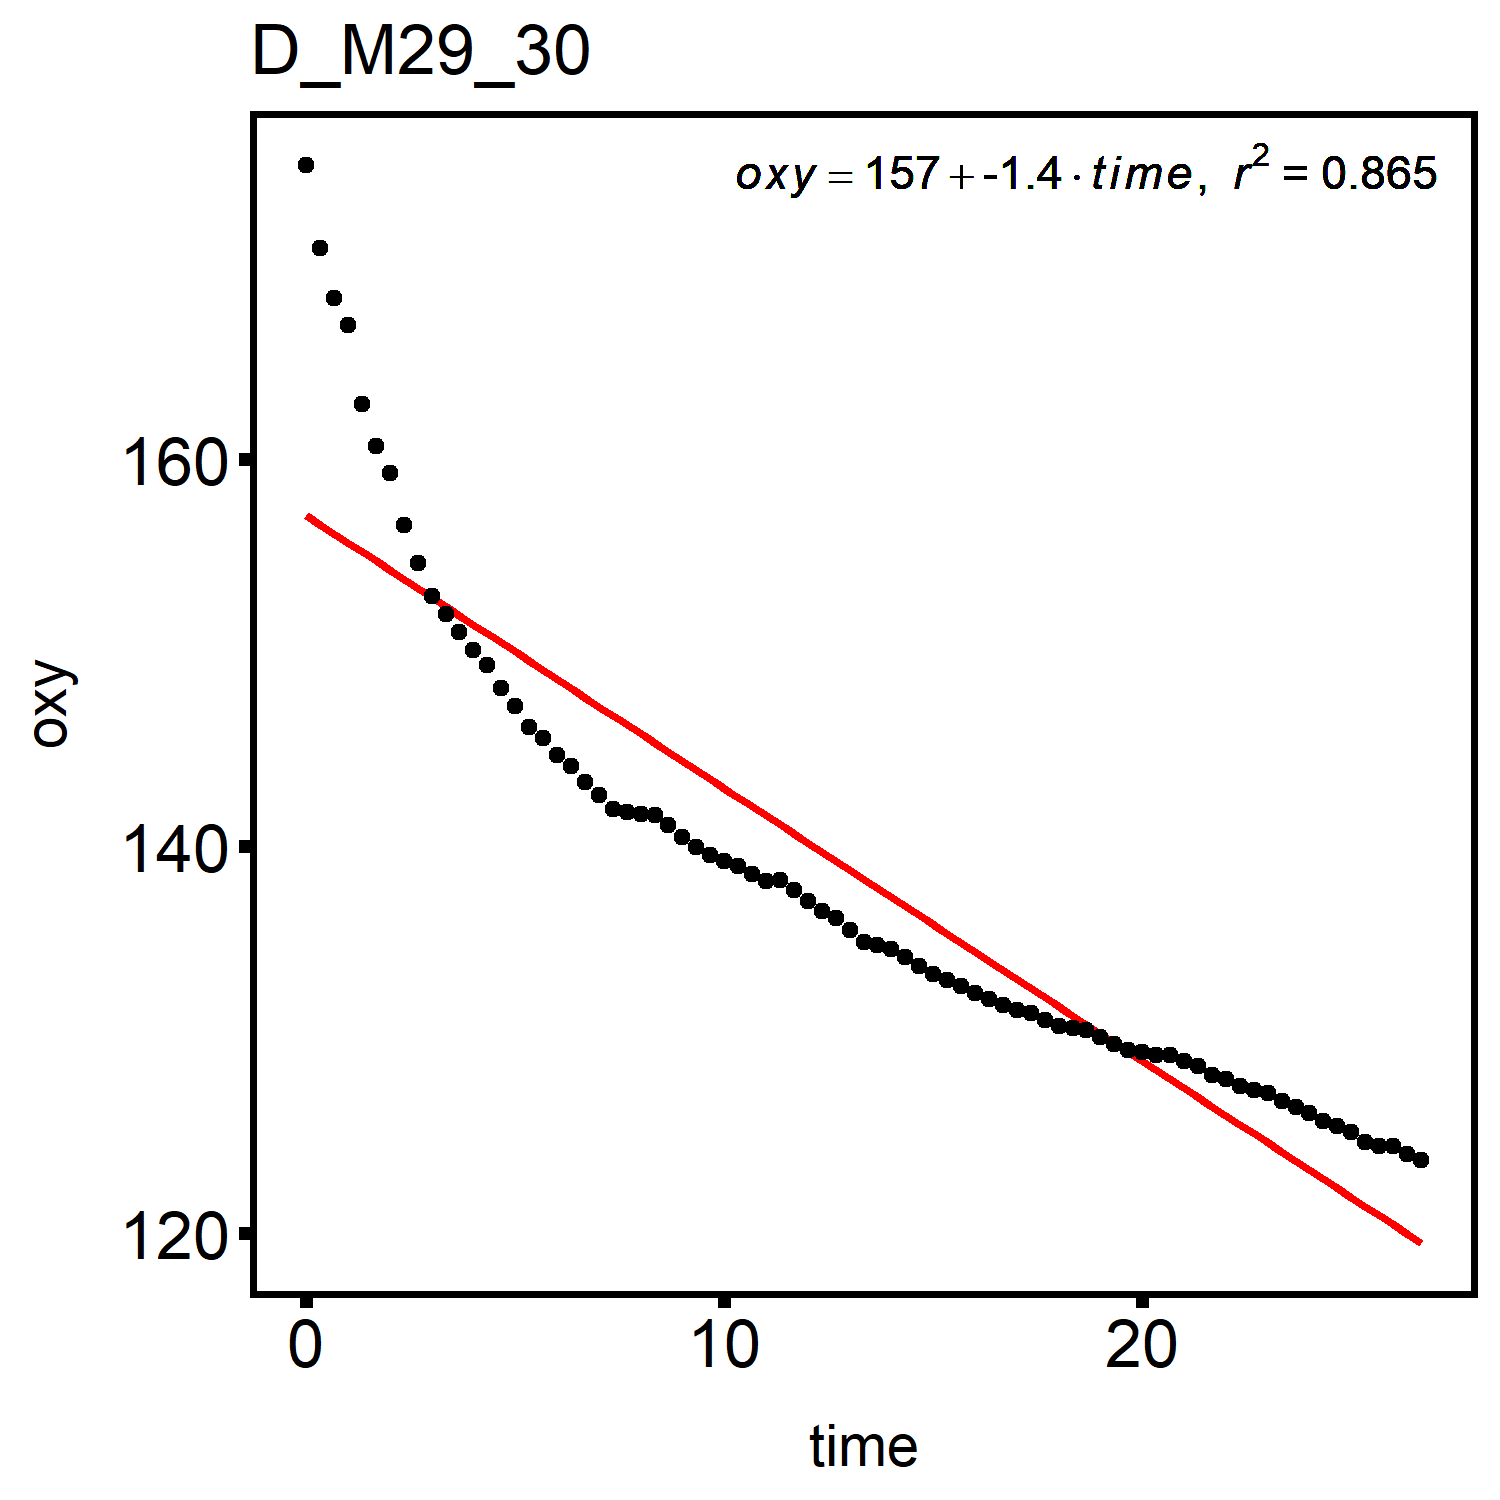 D_M29_30
oxy = 157 + -1.4 · time, r² = 0.865
160
140
120
oxy
0 10 20
time